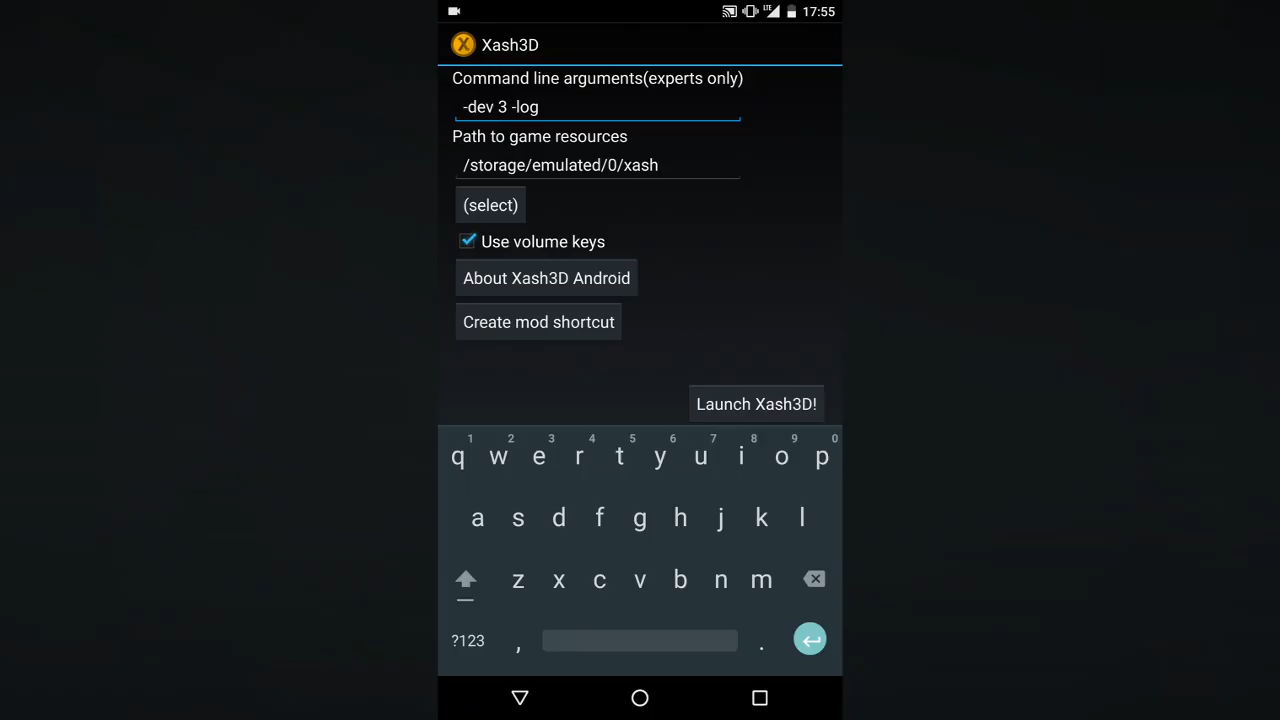 LTE 17:55
X Xash3D
Command line arguments(experts only)
-dev 3 -log
Path to game resources
/storage/emulated/0/xash
(select)
Use volume keys
About Xash3D Android
Create mod shortcut
Launch Xash3D!
1 2 3 4 5 6 7 8 9 0
q w e r t y u i o p
a s d f g h j k l
z x c v b n m
?123 , .